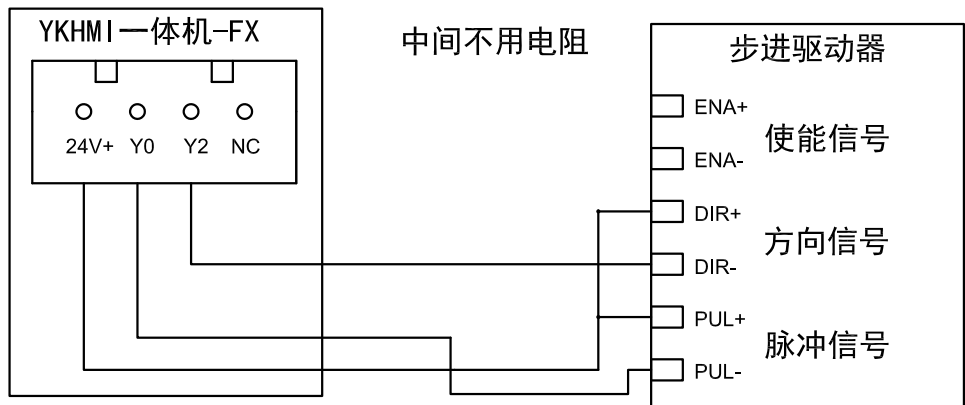 YKHMI一体机-FX
中间不用电阻
步进驱动器
24V+ Y0 Y2 NC
ENA+
使能信号
ENA-
DIR+
方向信号
DIR-
PUL+
脉冲信号
PUL-